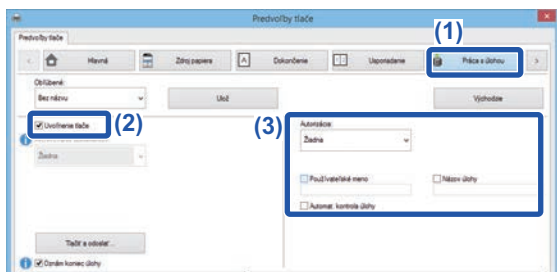 Predvoľby tlače
Predvoľby tlače
(1)
Hlavná
Zdroj papiera
Dokončenie
Usporiadanie
Práca s úlohou
Obľúbené:
Bez názvu
Ulož
Východzie
Uvoľnenie tlače
(2)
(3)
Autorizácia:
Žiadna
Žiadna
Používateľské meno
Názov úlohy
Automat. kontrola úlohy
Tlačiť a odoslať...
Oznám koniec úlohy